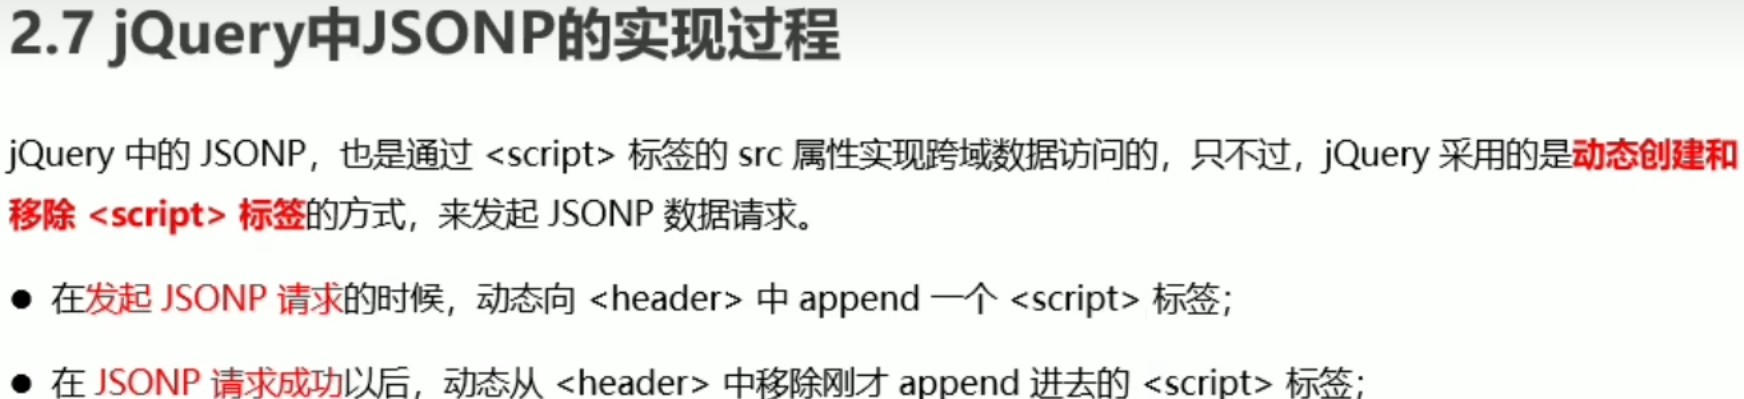 2.7 jQuery中JSONP的实现过程
jQuery 中的 JSONP，也是通过 <script> 标签的 src 属性实现跨域数据访问的，只不过，jQuery 采用的是动态创建和
移除 <script> 标签的方式，来发起 JSONP 数据请求。
● 在发起 JSONP 请求的时候，动态向 <header> 中 append 一个 <script> 标签；
● 在 JSONP 请求成功以后，动态从 <header> 中移除刚才 append 进去的 <script> 标签；